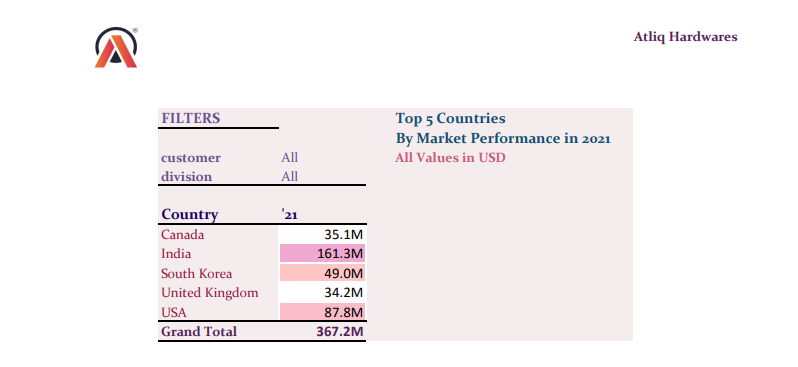 ®
Atliq Hardwares
FILTERS
Top 5 Countries
By Market Performance in 2021
customer All
All Values in USD
division All
Country '21
Canada 35.1M
India 161.3M
South Korea 49.0M
United Kingdom 34.2M
USA 87.8M
Grand Total 367.2M